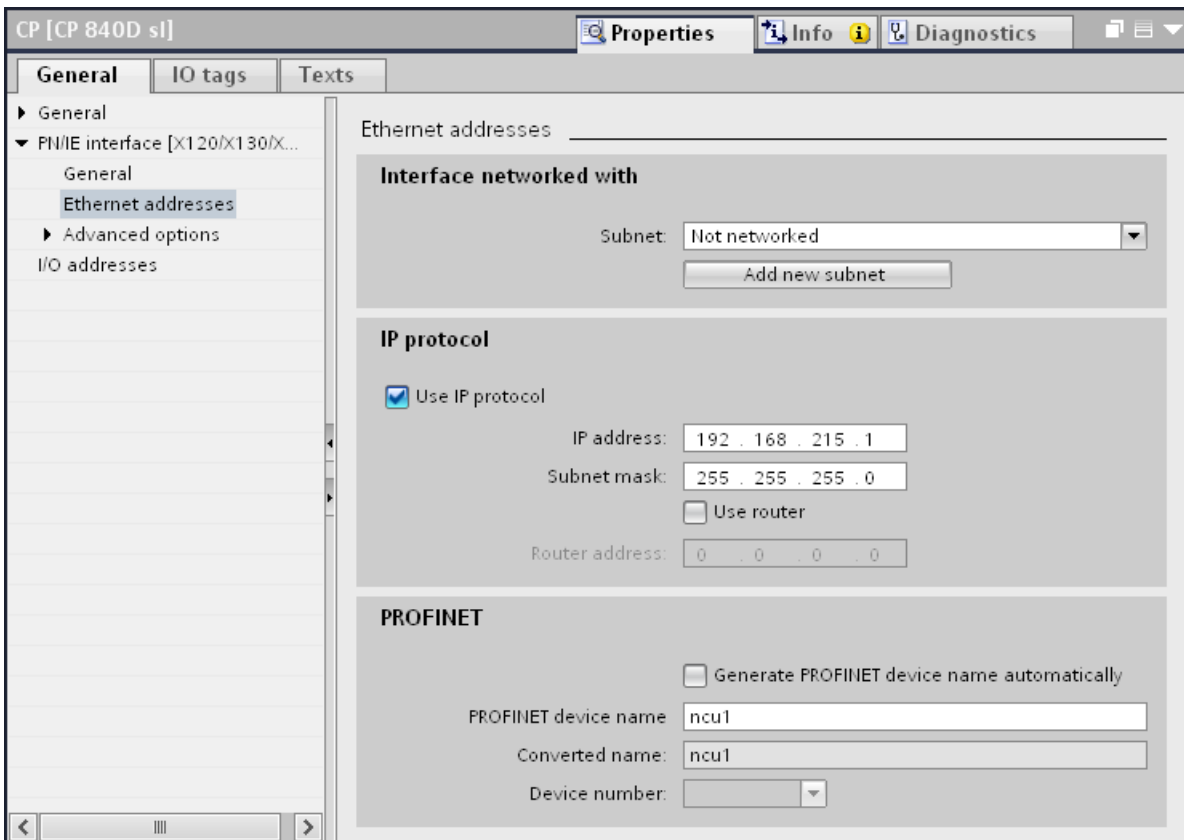 CP [CP 840D sl]
Properties
Info
Diagnostics
General
IO tags
Texts
General
PN/IE interface [X120/X130/X...
General
Ethernet addresses
Advanced options
I/O addresses
Ethernet addresses
Interface networked with
Subnet: Not networked
Add new subnet
IP protocol
Use IP protocol
IP address: 192 . 168 . 215 . 1
Subnet mask: 255 . 255 . 255 . 0
Use router
Router address: 0 . 0 . 0 . 0
PROFINET
Generate PROFINET device name automatically
PROFINET device name ncu1
Converted name: ncu1
Device number: